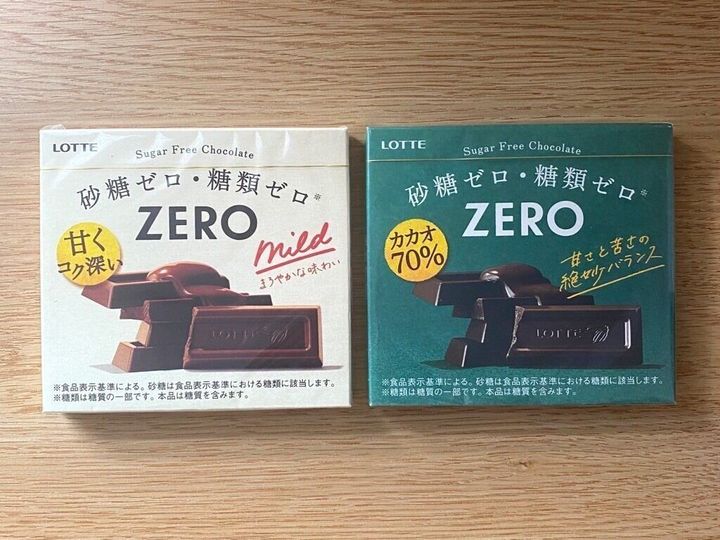 LOTTE
Sugar Free Chocolate
砂糖ゼロ・糖類ゼロ※
ZERO
甘く
コク深い
mild
まろやかな味わい
LOTTE
※食品表示基準による。砂糖は食品表示基準における糖類に該当します。
※糖類は糖質の一部です。本品は糖質を含みます。
LOTTE
Sugar Free Chocolate
砂糖ゼロ・糖類ゼロ※
ZERO
カカオ
70%
甘さと苦さの
絶妙バランス
LOTTE
※食品表示基準による。砂糖は食品表示基準における糖類に該当します。
※糖類は糖質の一部です。本品は糖質を含みます。